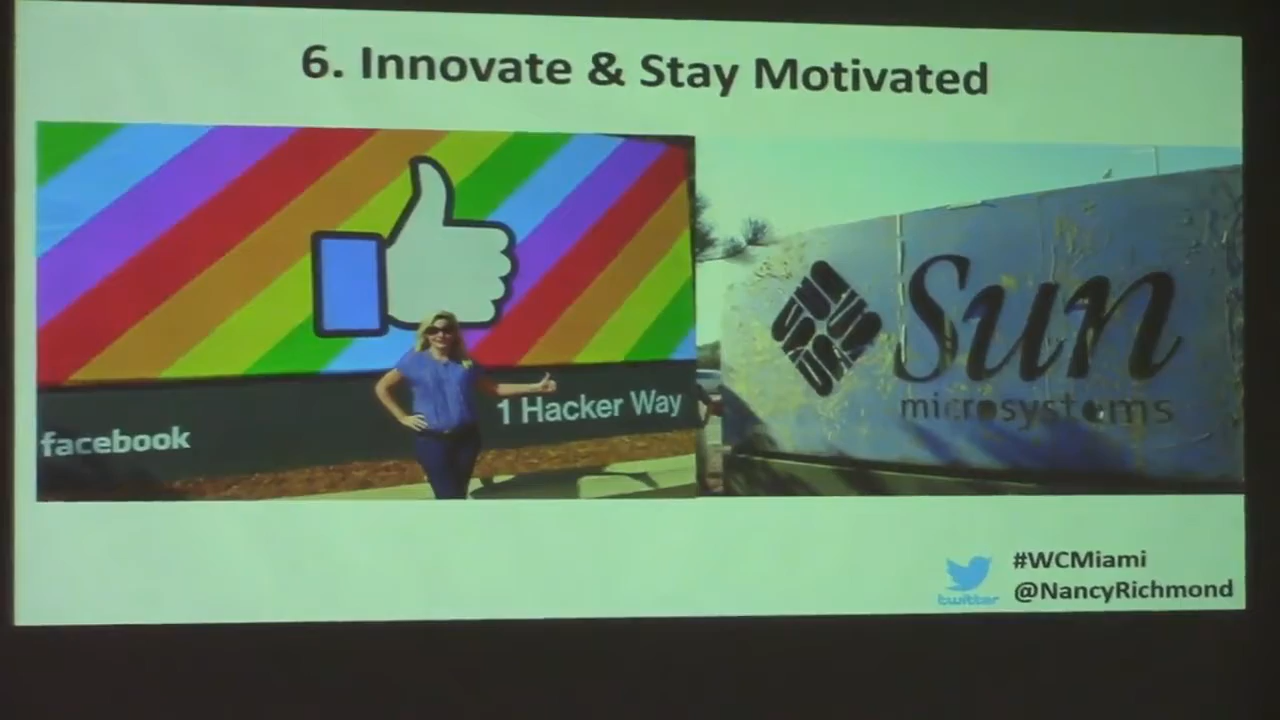 6. Innovate & Stay Motivated
facebook
1 Hacker Way
Sun
microsystems
twitter
#WCMiami
@NancyRichmond